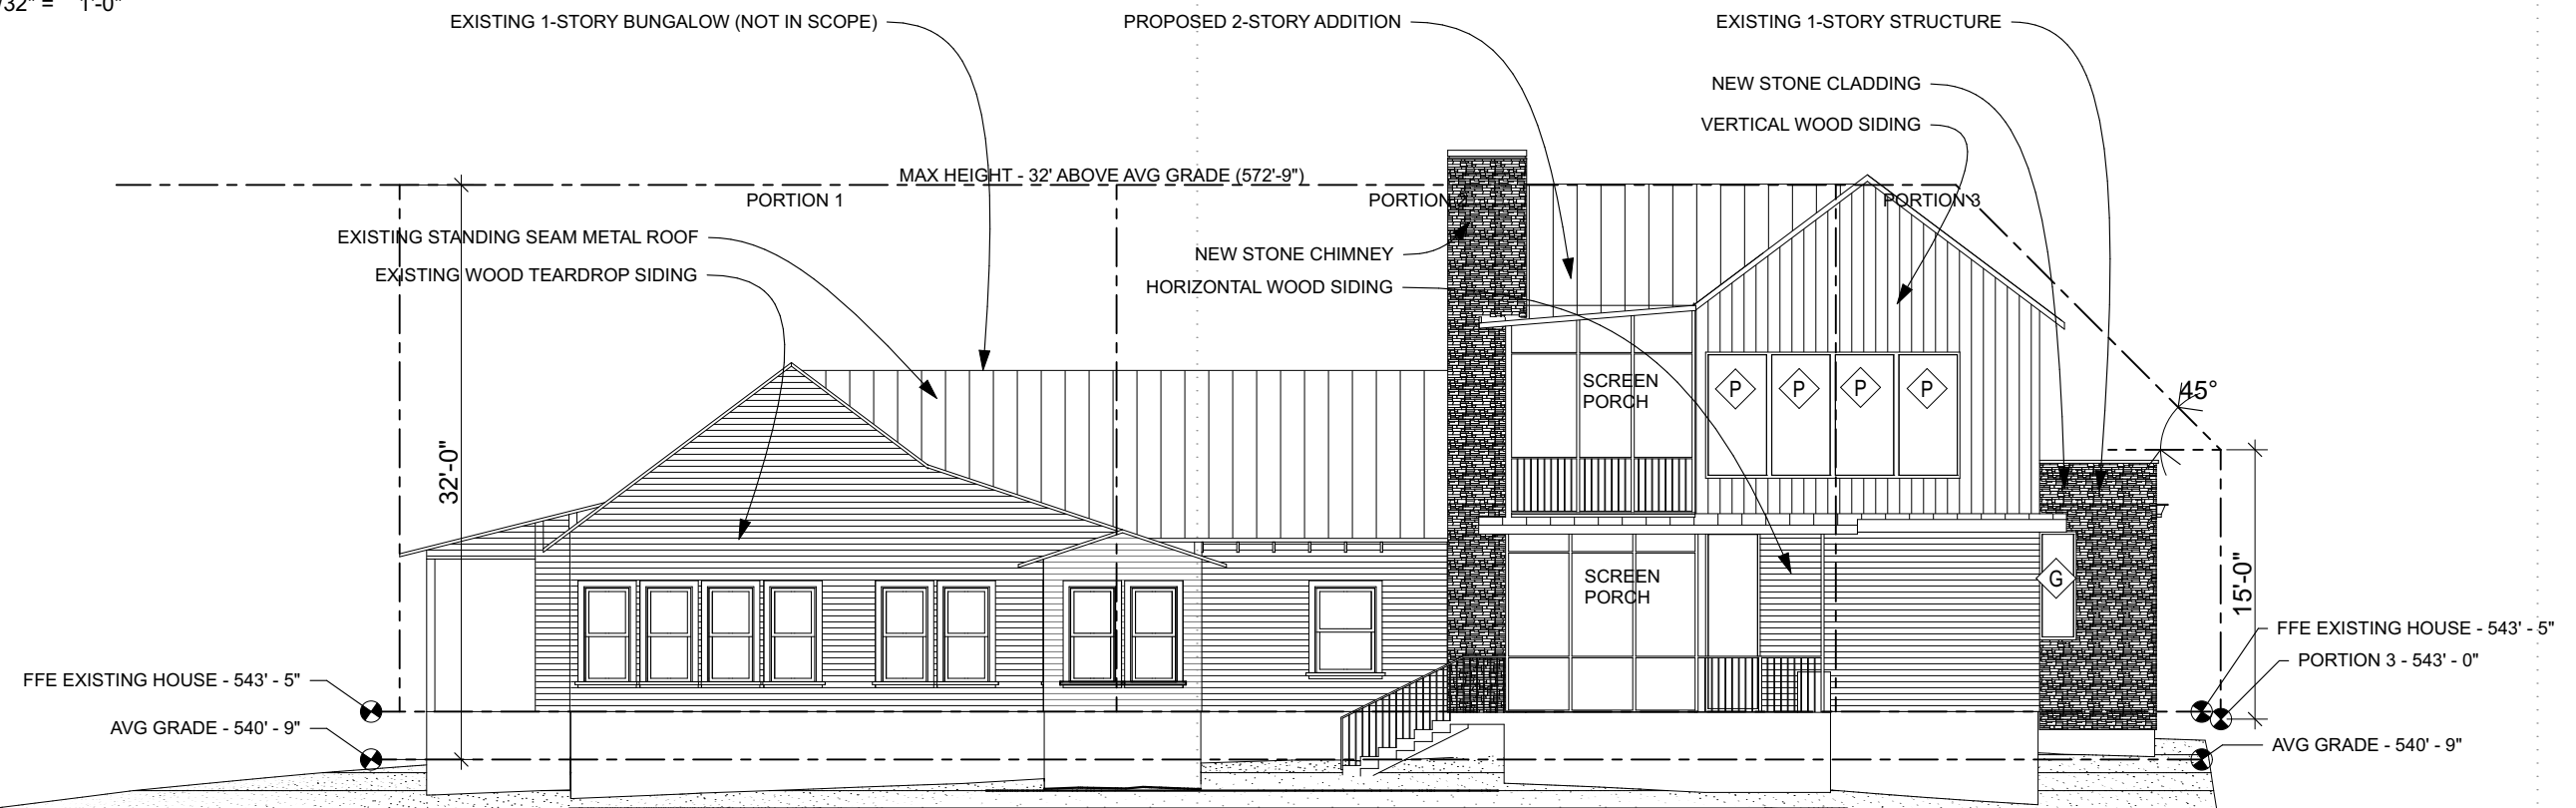 /32" = 1'-0"
EXISTING 1-STORY BUNGALOW (NOT IN SCOPE)
PROPOSED 2-STORY ADDITION
EXISTING 1-STORY STRUCTURE
NEW STONE CLADDING
VERTICAL WOOD SIDING
MAX HEIGHT - 32' ABOVE AVG GRADE (572'-9")
PORTION 1
PORTION
PORTION 3
EXISTING STANDING SEAM METAL ROOF
NEW STONE CHIMNEY
EXISTING WOOD TEARDROP SIDING
HORIZONTAL WOOD SIDING
SCREEN
PORCH
P
P
P
P
45°
32'-0"
SCREEN
PORCH
G
15'-0"
FFE EXISTING HOUSE - 543' - 5"
PORTION 3 - 543' - 0"
FFE EXISTING HOUSE - 543' - 5"
AVG GRADE - 540' - 9"
AVG GRADE - 540' - 9"